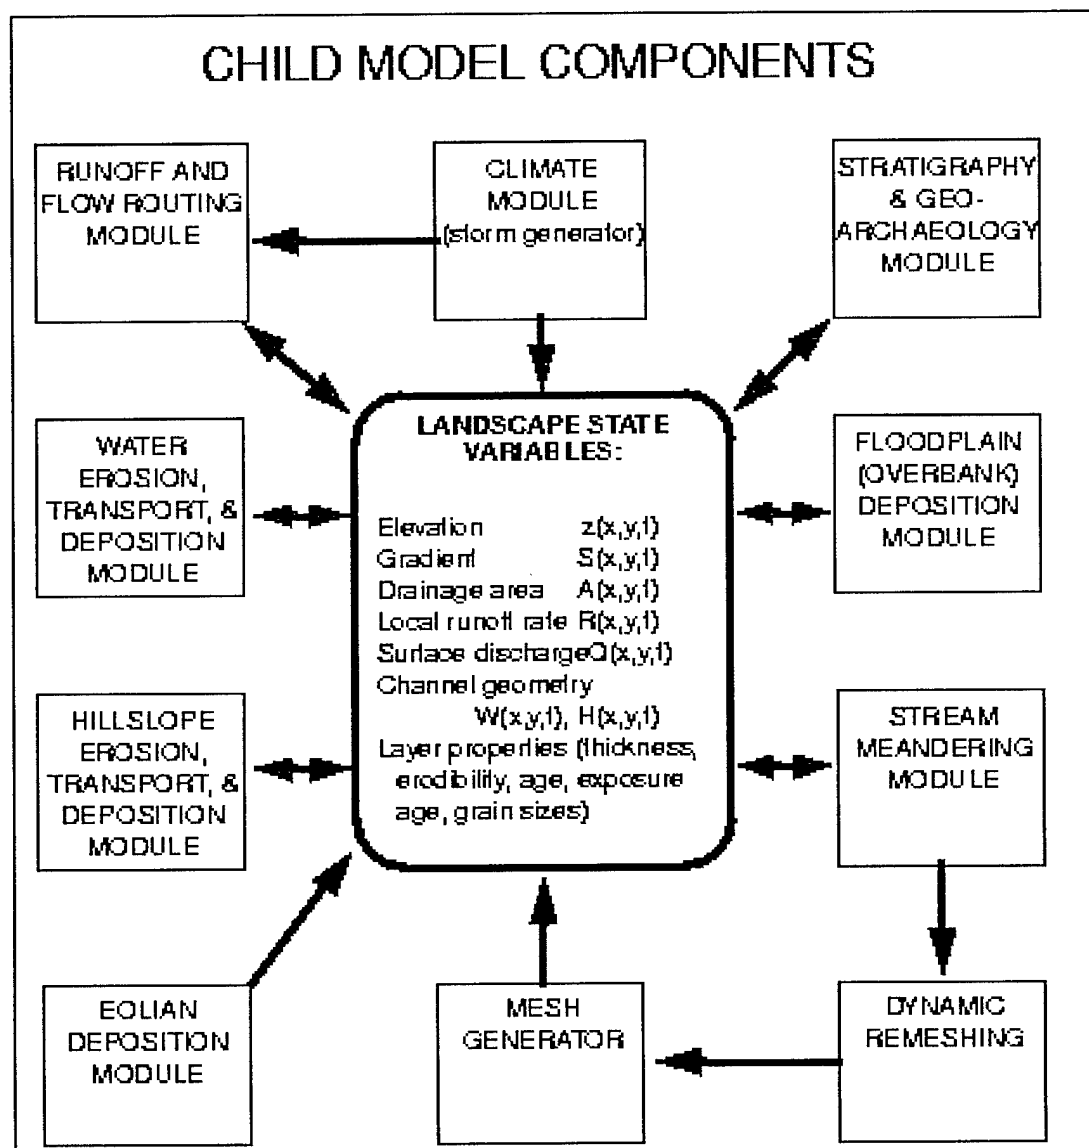 CHILD MODEL COMPONENTS
RUNOFF AND
FLOW ROUTING
MODULE
CLIMATE
MODULE
(storm generator)
STRATIGRAPHY
& GEO-
ARCHAEOLOGY
MODULE
WATER
EROSION,
TRANSPORT, &
DEPOSITION
MODULE
LANDSCAPE STATE
VARIABLES:
Elevation z(x,y,t)
Gradient S(x,y,t)
Drainage area A(x,y,t)
Local runoff rate R(x,y,t)
Surface discharge Q(x,y,t)
Channel geometry
W(x,y,t), H(x,y,t)
Layer properties (thickness,
erodibility, age, exposure
age, grain sizes)
FLOODPLAIN
(OVERBANK)
DEPOSITION
MODULE
HILLSLOPE
EROSION,
TRANSPORT, &
DEPOSITION
MODULE
STREAM
MEANDERING
MODULE
EOLIAN
DEPOSITION
MODULE
MESH
GENERATOR
DYNAMIC
REMESHING